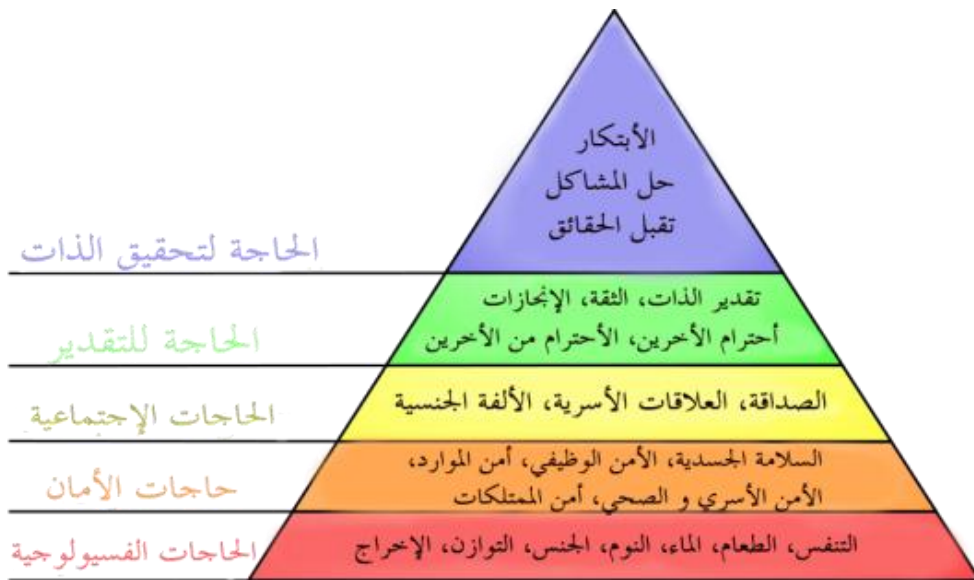 الأبتكار
حل المشاكل
تقبل الحقائق
الحاجة لتحقيق الذات
تقدير الذات، الثقة، الإنجازات
أحترام الأخرين، الأحترام من الأخرين
الحاجة للتقدير
الصداقة، العلاقات الأسرية، الألفة الجنسية
الحاجات الإجتماعية
السلامة الجسدية، الأمن الوظيفي، أمن الموارد،
الأمن الأسري و الصحي، أمن الممتلكات
حاجات الأمان
التنفس، الطعام، الماء، النوم، الجنس، التوازن، الإخراج
الحاجات الفسيولوجية